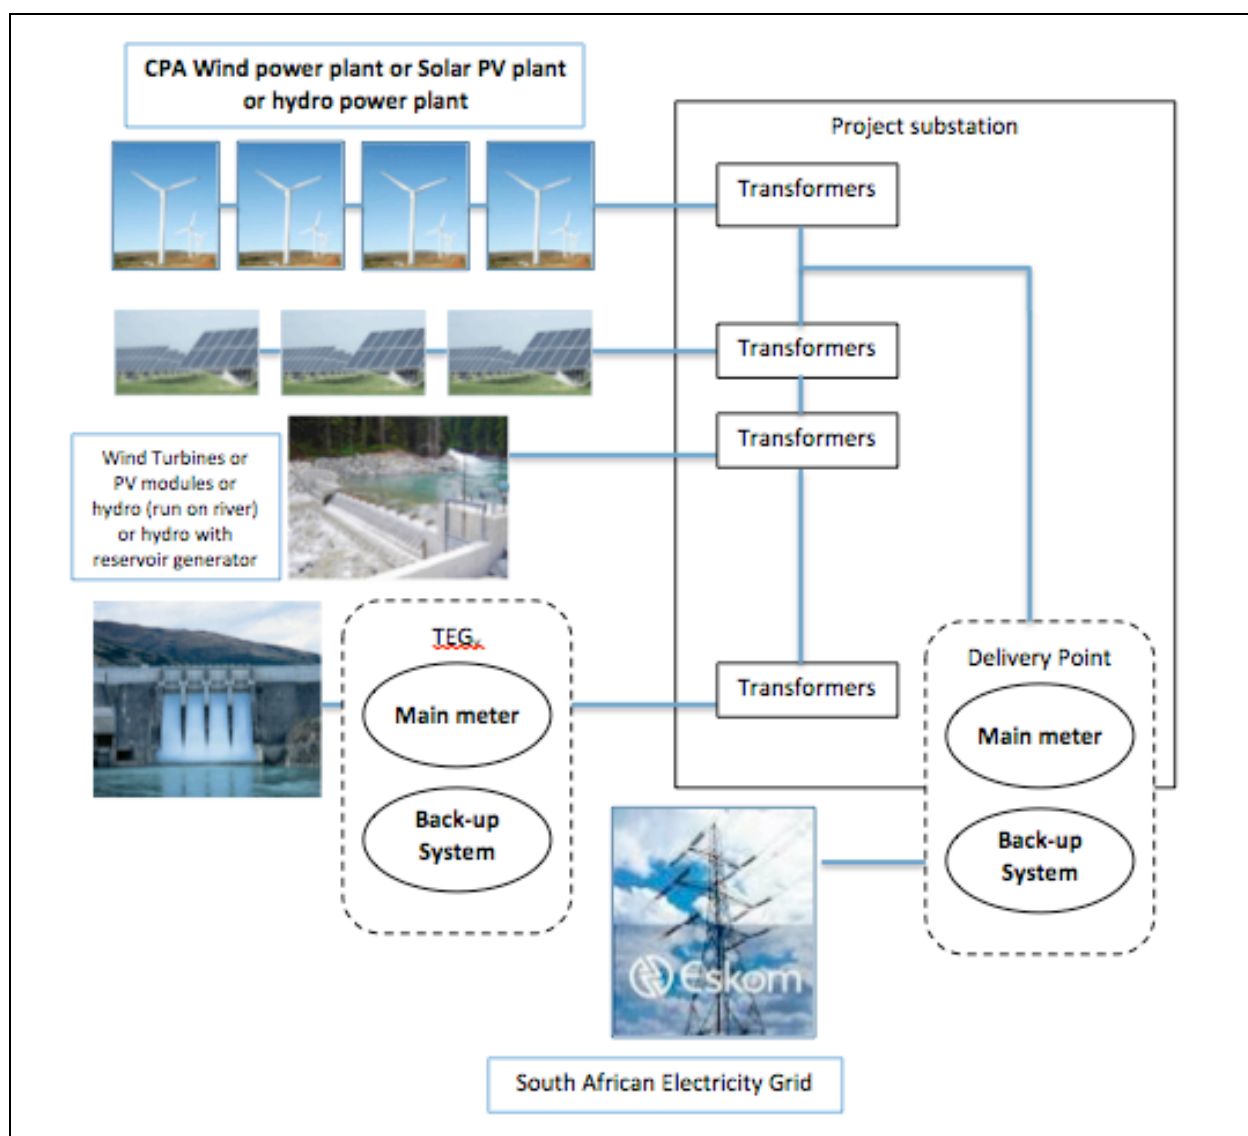 CPA Wind power plant or Solar PV plant
or hydro power plant
Project substation
Transformers
Transformers
Transformers
Wind Turbines or
PV modules or
hydro (run on river)
or hydro with
reservoir generator
TEGy
Main meter
Back-up
System
Transformers
Delivery Point
Main meter
Back-up
System
Eskom
South African Electricity Grid